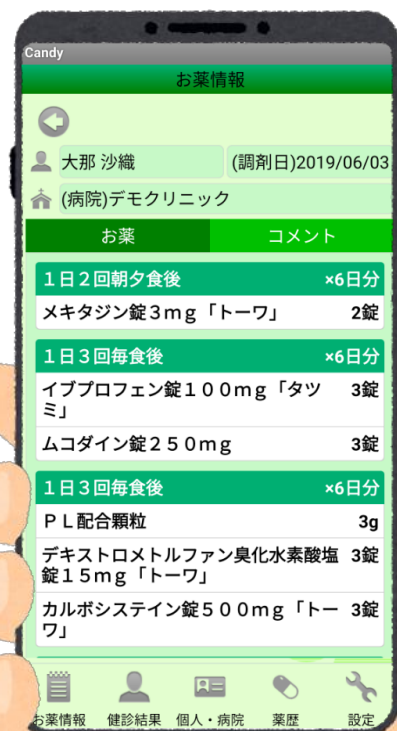 Candy
お薬情報
大那 沙織
(調剤日)2019/06/03
(病院)デモクリニック
お薬 コメント
1日2回朝夕食後 ×6日分
メキタジン錠3mg「トーワ」 2錠
1日3回毎食後 ×6日分
イブプロフェン錠100mg「タツ 3錠
ミ」
ムコダイン錠250mg 3錠
1日3回毎食後 ×6日分
PL配合顆粒 3g
デキストロメトルファン臭化水素酸塩 3錠
錠15mg「トーワ」
カルボシステイン錠500mg「トー 3錠
ワ」
お薬情報 健診結果 個人・病院 薬歴 設定